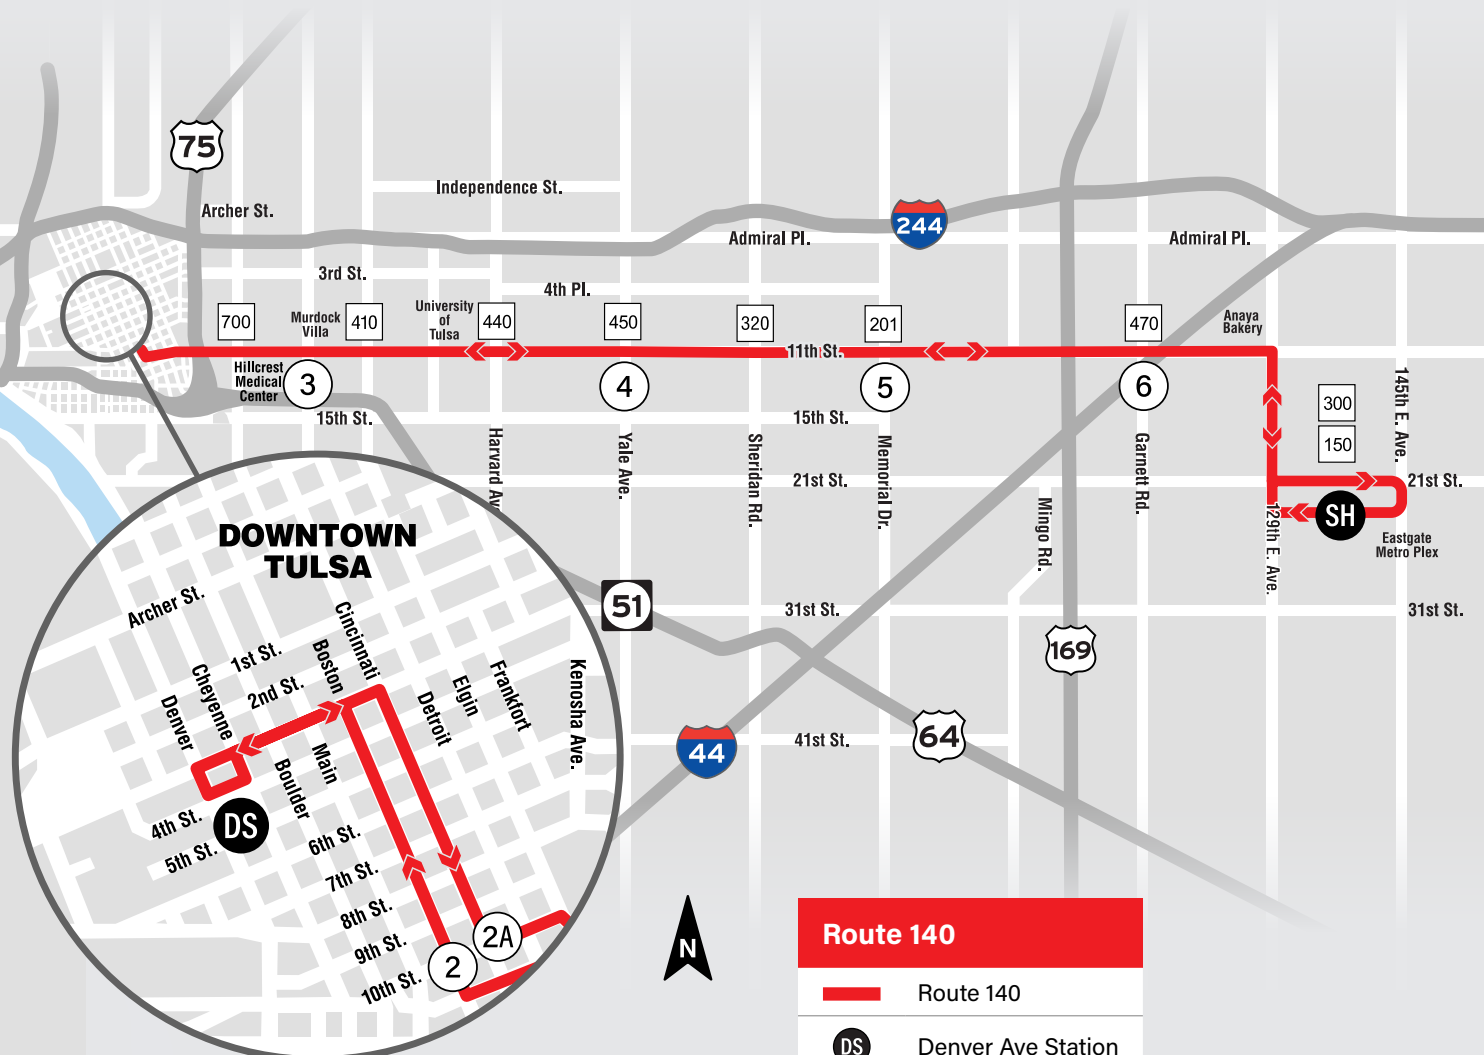 75
Independence St.
Archer St.
244
Admiral Pl.
Admiral Pl.
3rd St.
4th Pl.
700
Murdock
Villa
410
University
of
Tulsa
440
450
320
201
470
Anaya
Bakery
11th St.
Hillcrest
Medical
Center
3
4
5
6
15th St.
15th St.
300
150
145th E. Ave.
Harvard Av
Yale Ave.
Sheridan Rd.
Memorial Dr.
Mingo Rd.
Garnett Rd.
129th E. Ave.
21st St.
21st St.
SH
Eastgate
Metro Plex
51
31st St.
31st St.
169
44
41st St.
64
DOWNTOWN
TULSA
Archer St.
1st St.
2nd St.
Denver
Cheyenne
Boulder
Main
Boston
Cincinnati
Detroit
Elgin
Frankfort
Kenosha Ave.
4th St.
5th St.
DS
6th St.
7th St.
8th St.
9th St.
10th St.
2
2A
N
Route 140
Route 140
DS Denver Ave Station